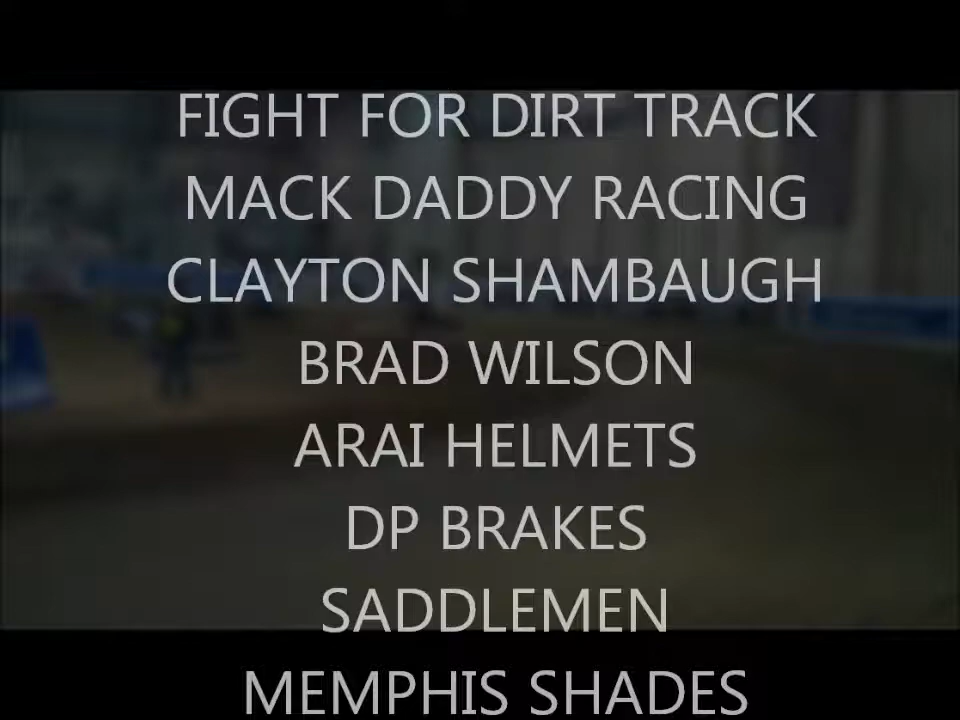 FIGHT FOR DIRT TRACK
MACK DADDY RACING
CLAYTON SHAMBAUGH
BRAD WILSON
ARAI HELMETS
DP BRAKES
SADDLEMEN
MEMPHIS SHADES